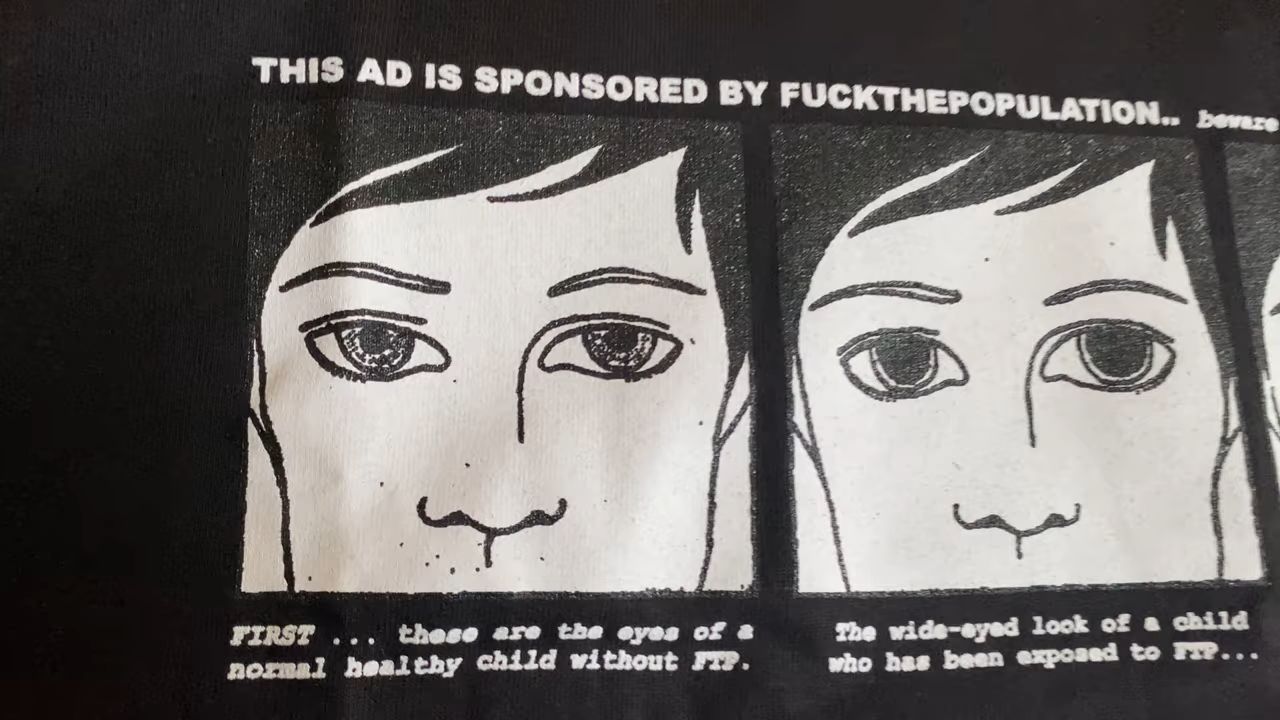 THIS AD IS SPONSORED BY FUCKTHEPOPULATION.. beware
FIRST ... these are the eyes of a
normal healthy child without FTP.
The wide-eyed look of a child
who has been exposed to FTP...